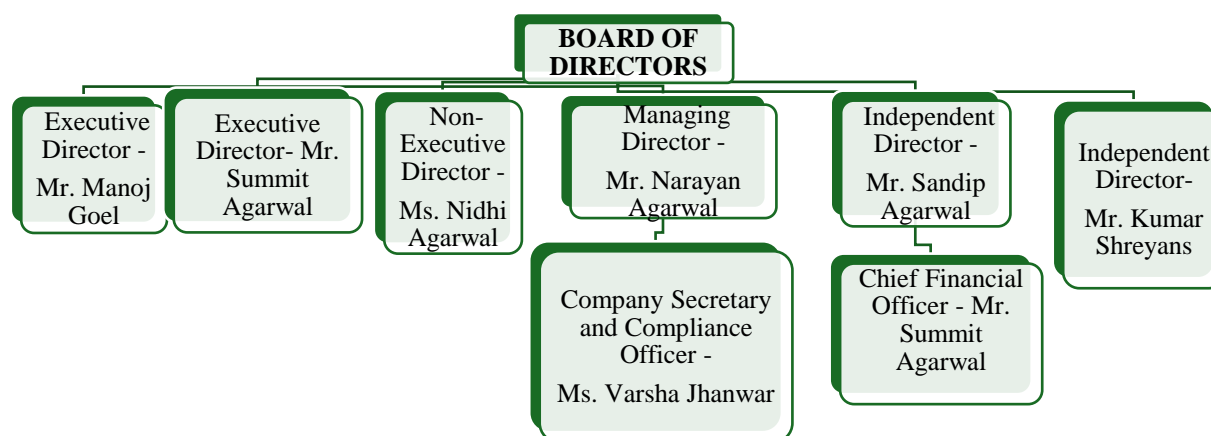 BOARD OF
DIRECTORS
Executive
Director -
Mr. Manoj
Goel
Executive
Director- Mr.
Summit
Agarwal
Non-
Executive
Director -
Ms. Nidhi
Agarwal
Managing
Director -
Mr. Narayan
Agarwal
Independent
Director -
Mr. Sandip
Agarwal
Independent
Director-
Mr. Kumar
Shreyans
Company Secretary
and Compliance
Officer -
Ms. Varsha Jhanwar
Chief Financial
Officer - Mr.
Summit
Agarwal